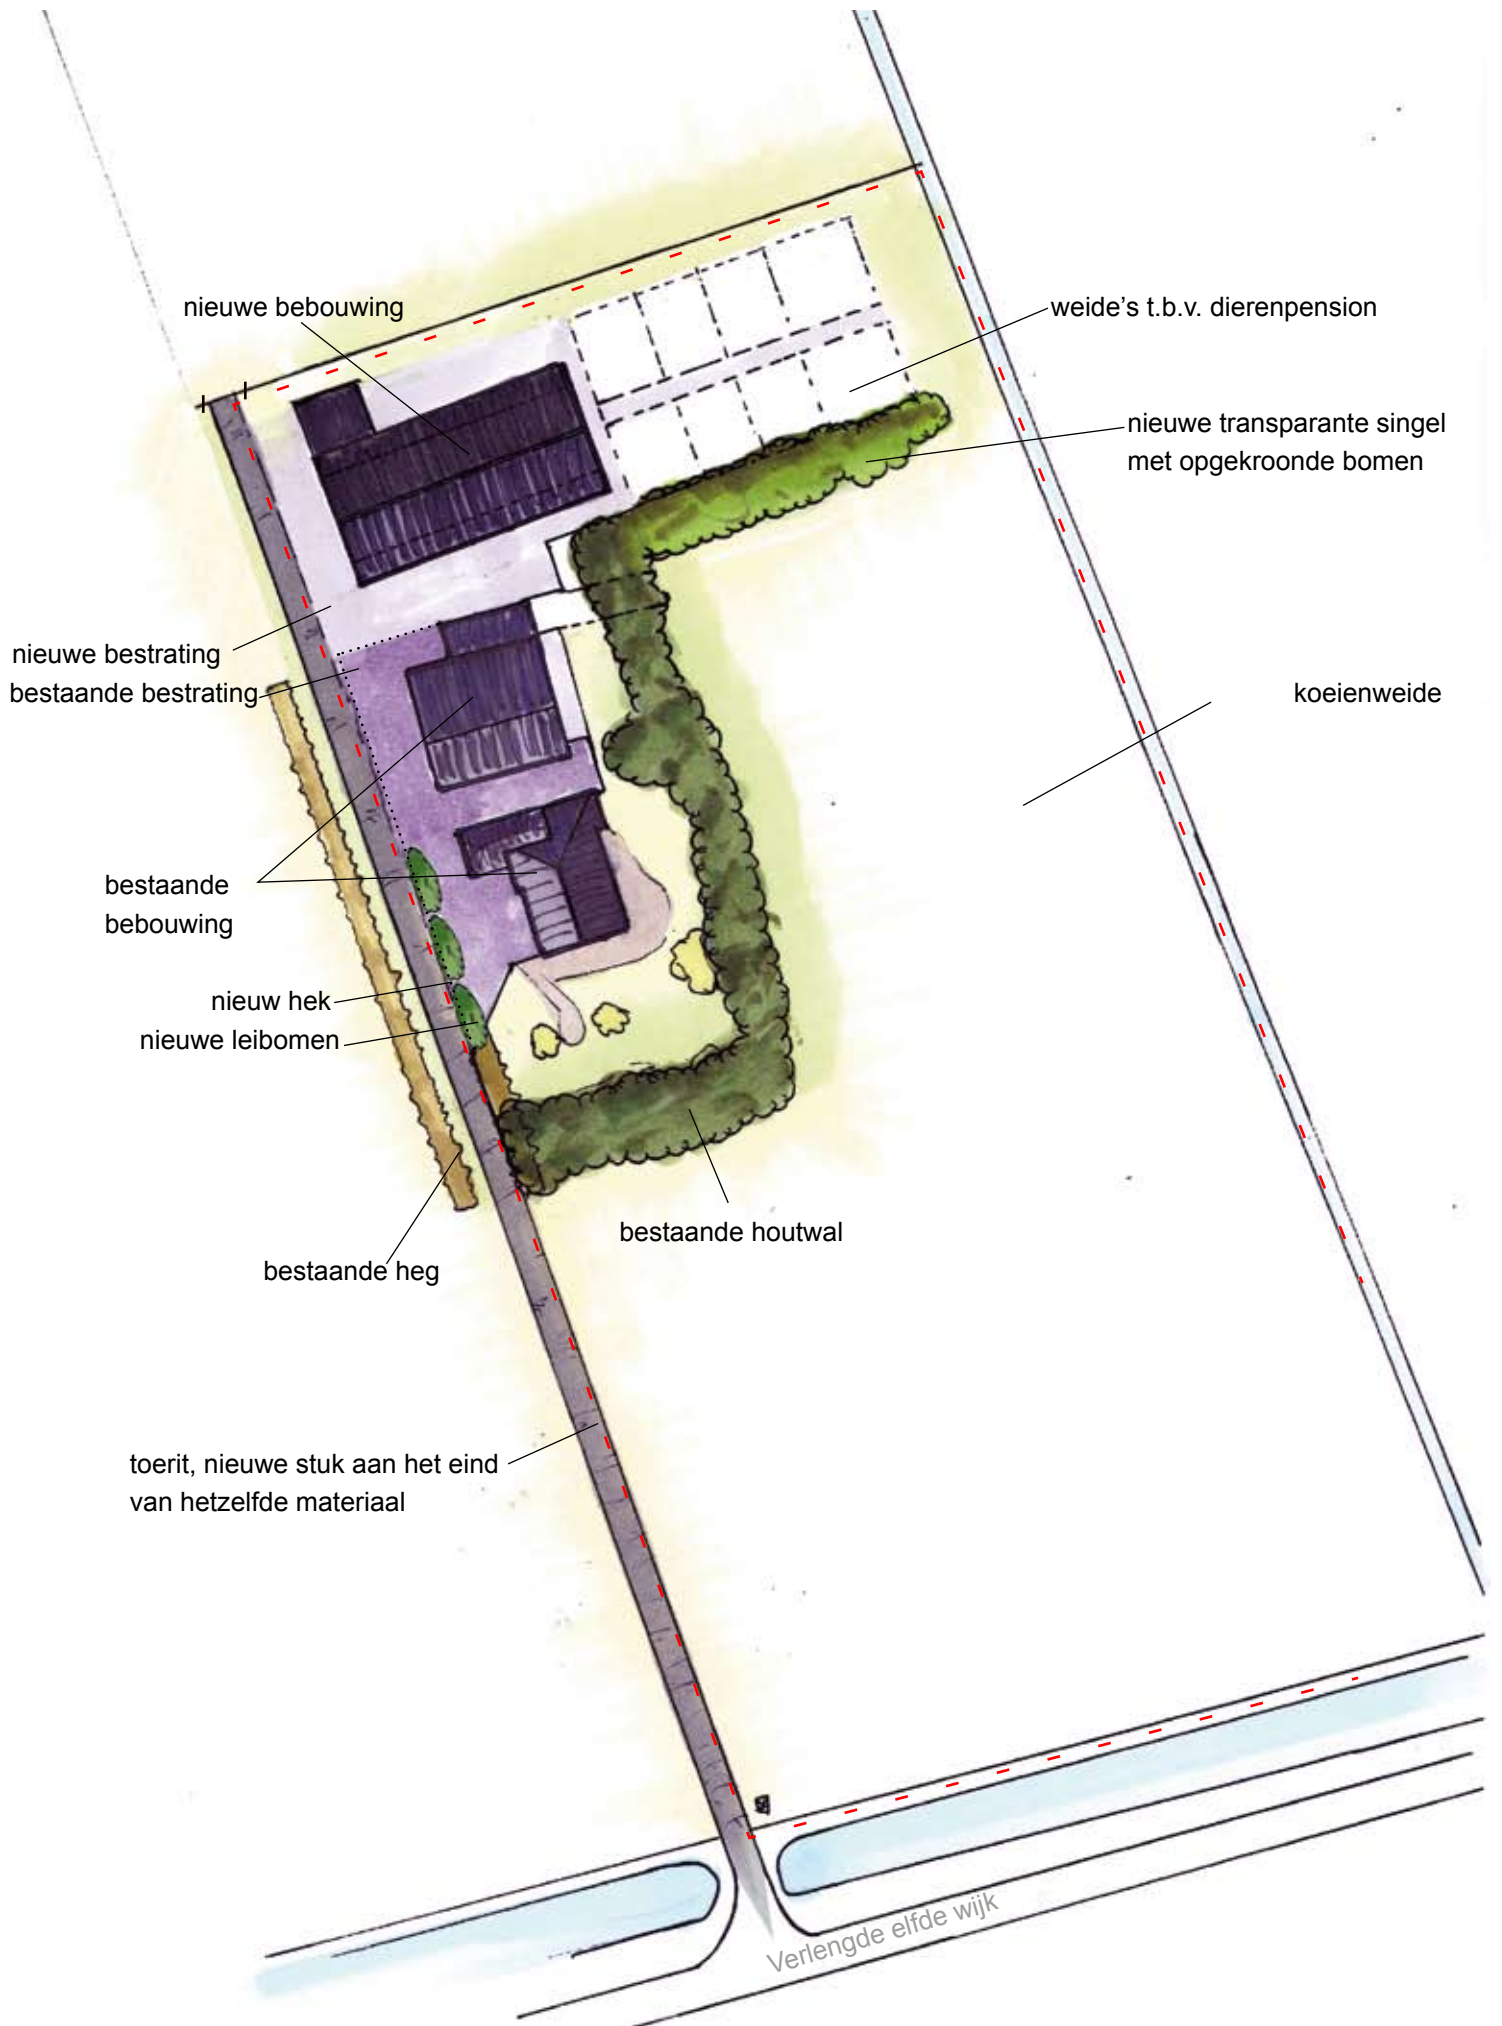 nieuwe bebouwing
weide's t.b.v. dierenpension
nieuwe transparante singel
met opgekroonde bomen
nieuwe bestrating
bestaande bestrating
koeienweide
bestaande
bebouwing
nieuw hek
nieuwe leibomen
bestaande houtwal
bestaande heg
toerit, nieuwe stuk aan het eind
van hetzelfde materiaal
Verlengde elfde wijk